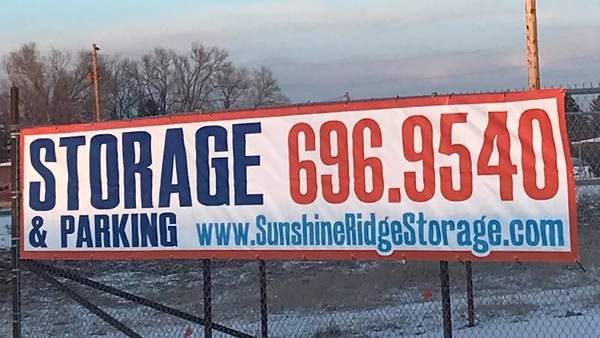 STORAGE 696.9540
& PARKING www.SunshineRidgeStorage.com